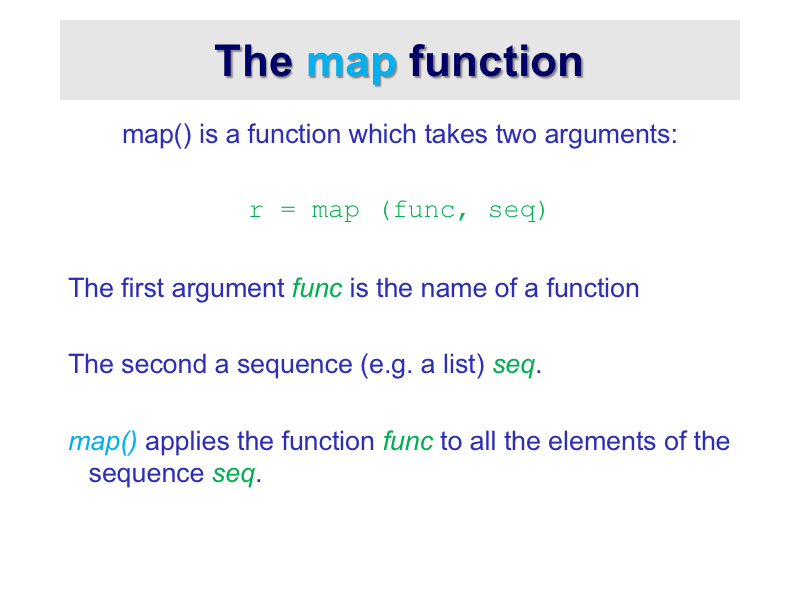 The map function
map() is a function which takes two arguments:
r = map (func, seq)
The first argument func is the name of a function
The second a sequence (e.g. a list) seq.
map() applies the function func to all the elements of the
sequence seq.